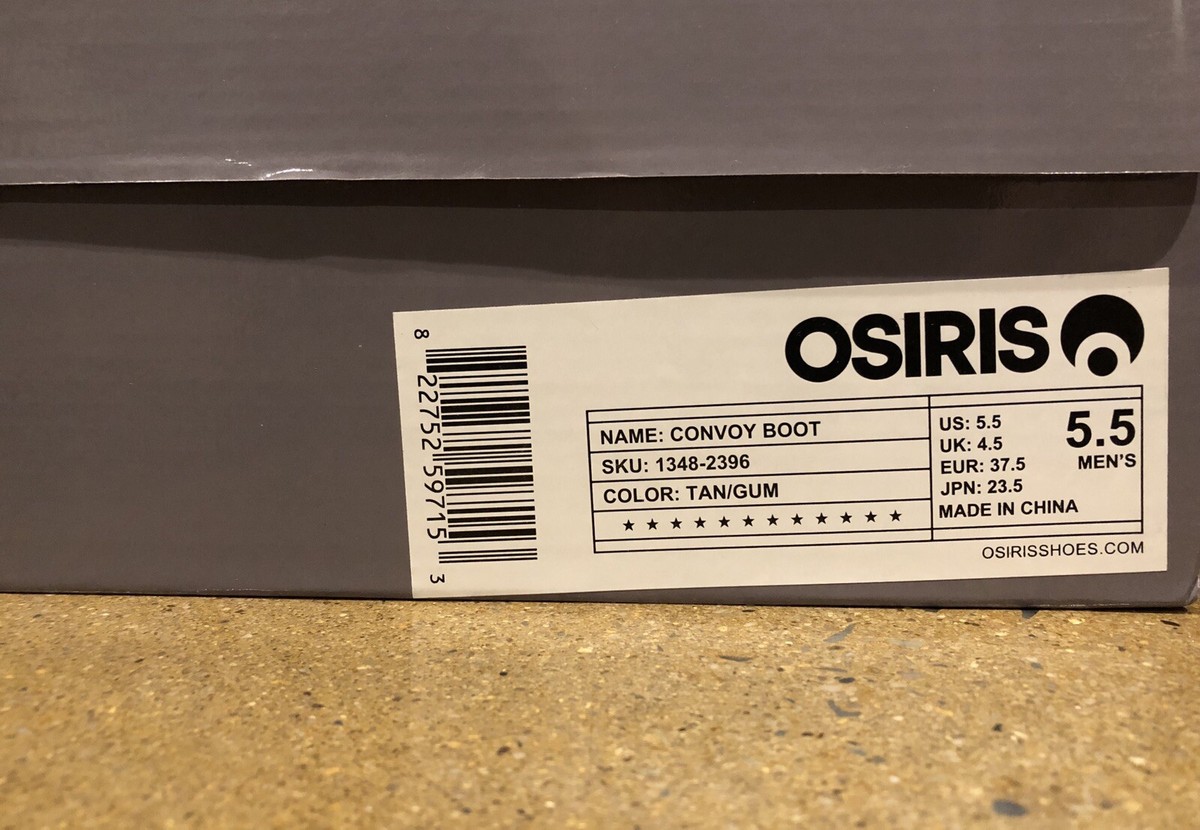 OSIRIS
8 22752 59715 3
NAME: CONVOY BOOT
SKU: 1348-2396
COLOR: TAN/GUM
★ ★ ★ ★ ★ ★ ★ ★ ★ ★ ★ ★
US: 5.5
UK: 4.5
EUR: 37.5
JPN: 23.5
MADE IN CHINA
5.5
MEN'S
OSIRISSHOES.COM